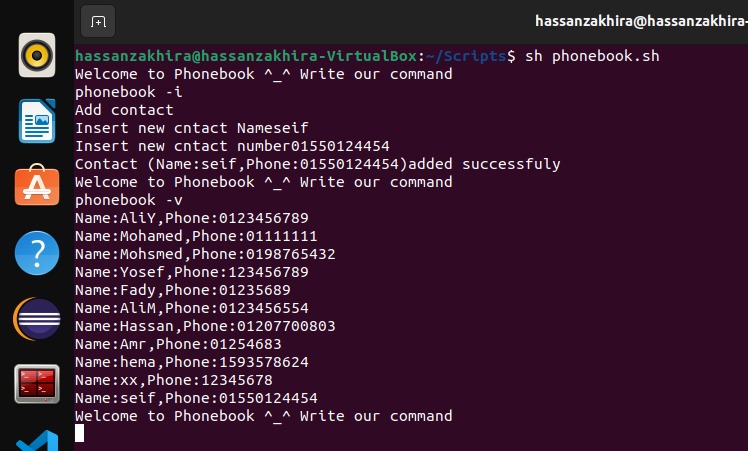 hassanzakhira@hassanzakhira-
hassanzakhira@hassanzakhira-VirtualBox:~/Scripts$ sh phonebook.sh
Welcome to Phonebook ^_^ Write our command
phonebook -i
Add contact
Insert new cntact Nameseif
Insert new contact number01550124454
Contact (Name:seif,Phone:01550124454)added successfuly
Welcome to Phonebook ^_^ Write our command
phonebook -v
Name:AliY,Phone:0123456789
Name:Mohamed,Phone:01111111
Name:Mohsmed,Phone:0198765432
Name:Yosef,Phone:123456789
Name:Fady,Phone:01235689
Name:AliM,Phone:0123456554
Name:Hassan,Phone:01207700803
Name:Amr,Phone:01254683
Name:hema,Phone:1593578624
Name:xx,Phone:12345678
Name:seif,Phone:01550124454
Welcome to Phonebook ^_^ Write our command